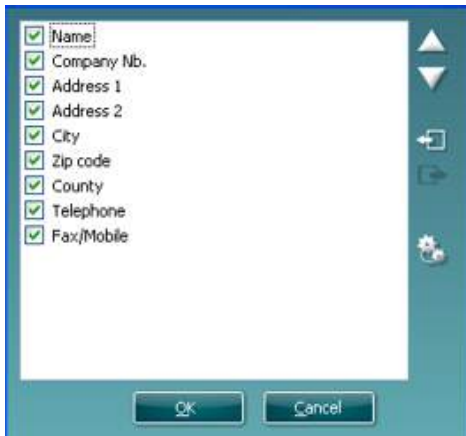 Name
Company Nb.
Address 1
Address 2
City
Zip code
County
Telephone
Fax/Mobile
OK
Cancel